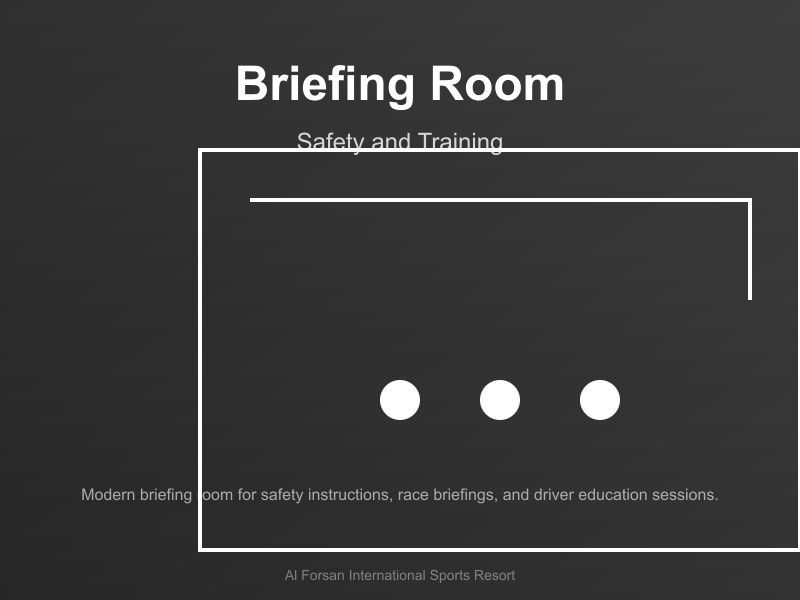 Briefing Room
Safety and Training
Modern briefing room for safety instructions, race briefings, and driver education sessions.
Al Forsan International Sports Resort